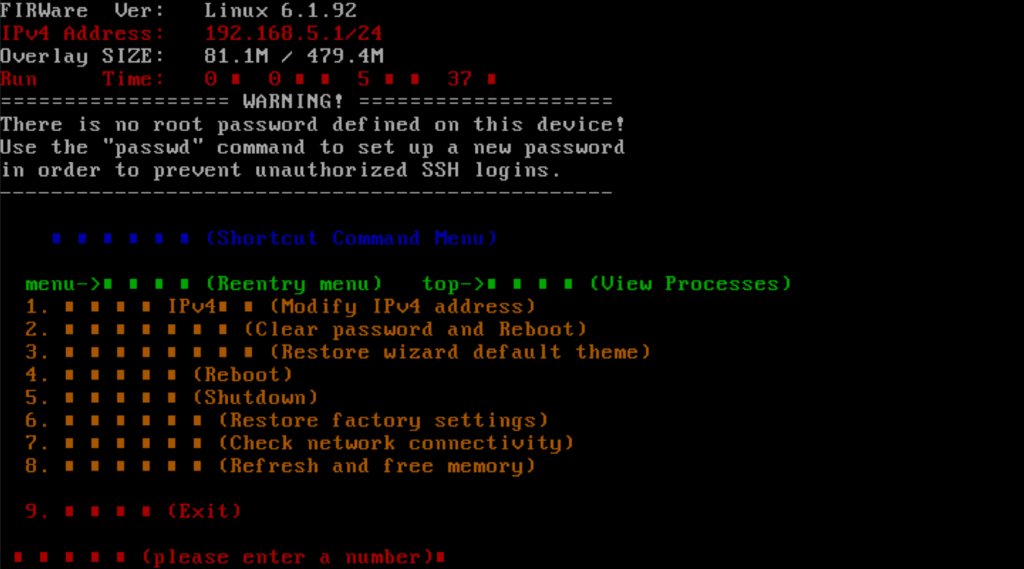 FIRWare Ver: Linux 6.1.92
IPv4 Address: 192.168.5.1/24
Overlay SIZE: 81.1M / 479.4M
Run Time: 0 ■ 0 ■ ■ 5 ■ ■ 37 ■
================== WARNING! ====================
There is no root password defined on this device!
Use the "passwd" command to set up a new password
in order to prevent unauthorized SSH logins.
------------------------------------------------
■ ■ ■ ■ ■ ■ (Shortcut Command Menu)
menu->■ ■ ■ ■ (Reentry menu) top->■ ■ ■ ■ (View Processes)
1. ■ ■ ■ ■ IPv4■ ■ (Modify IPv4 address)
2. ■ ■ ■ ■ ■ ■ ■ (Clear password and Reboot)
3. ■ ■ ■ ■ ■ ■ ■ ■ (Restore wizard default theme)
4. ■ ■ ■ ■ ■ (Reboot)
5. ■ ■ ■ ■ ■ (Shutdown)
6. ■ ■ ■ ■ ■ ■ (Restore factory settings)
7. ■ ■ ■ ■ ■ ■ (Check network connectivity)
8. ■ ■ ■ ■ ■ ■ (Refresh and free memory)
9. ■ ■ ■ ■ (Exit)
■ ■ ■ ■ ■ (please enter a number)■